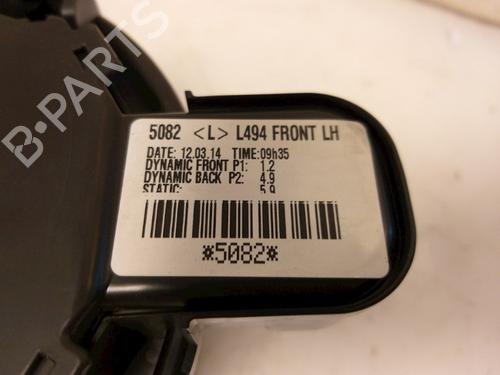 B-PARTS
5082 <L> L494 FRONT LH
DATE: 12.03.14 TIME:09h35
DYNAMIC FRONT P1: 1.2
DYNAMIC BACK P2: 4.9
STATIC: 5.9
*5082*